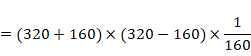 = (320 + 160) × (320 − 160) × 1/160